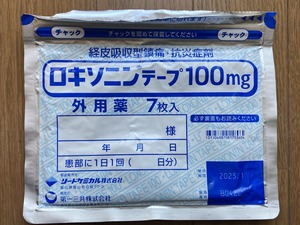 チャック チャックを閉めて保管してください チャック
経皮吸収型鎮痛・抗炎症剤
ロキソニンテープ100mg
外用薬 7枚入
必ず裏面もお読みください
様
年 月 日
患部に1日1回( 日分)
リードケミカル株式会社
第一三共株式会社